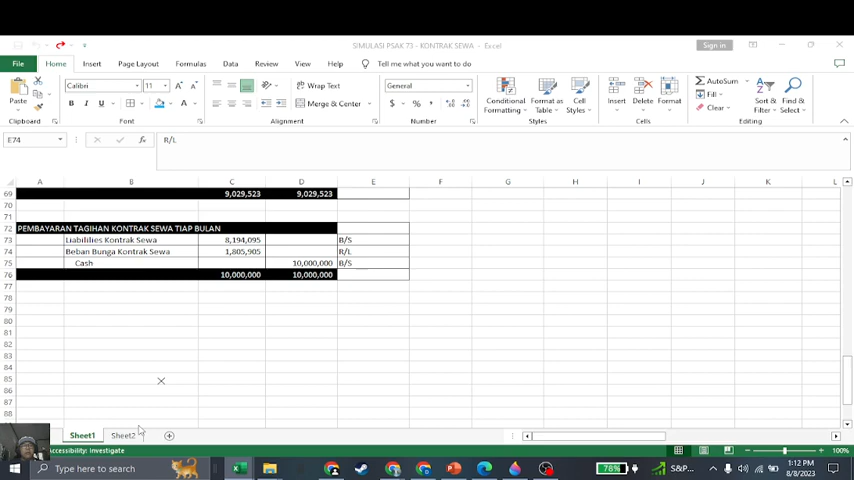 SIMULASI PSAK 73 - KONTRAK SEWA - Excel
Sign in
File Home Insert Page Layout Formulas Data Review View Help Tell me what you want to do
Paste
Calibri 11
B I U
Wrap Text
Merge & Center
General
$ % ,
Conditional Formatting
Format as Table
Cell Styles
Insert Delete Format
AutoSum
Fill
Clear
Sort & Filter
Find & Select
Clipboard Font Alignment Number Styles Cells Editing
E74 fx R/L
A B C D E F G H I J K L
69 9,029,523 9,029,523
70
71
72 PEMBAYARAN TAGIHAN KONTRAK SEWA TIAP BULAN
73 Liabililies Kontrak Sewa 8,194,095 B/S
74 Beban Bunga Kontrak Sewa 1,805,905 R/L
75 Cash 10,000,000 B/S
76 10,000,000 10,000,000
77
78
79
80
81
82
83
84
85
86
87
88
Sheet1 Sheet2
Accessibility: Investigate 100%
Type here to search 78% S&P... 1:12 PM
8/8/2023